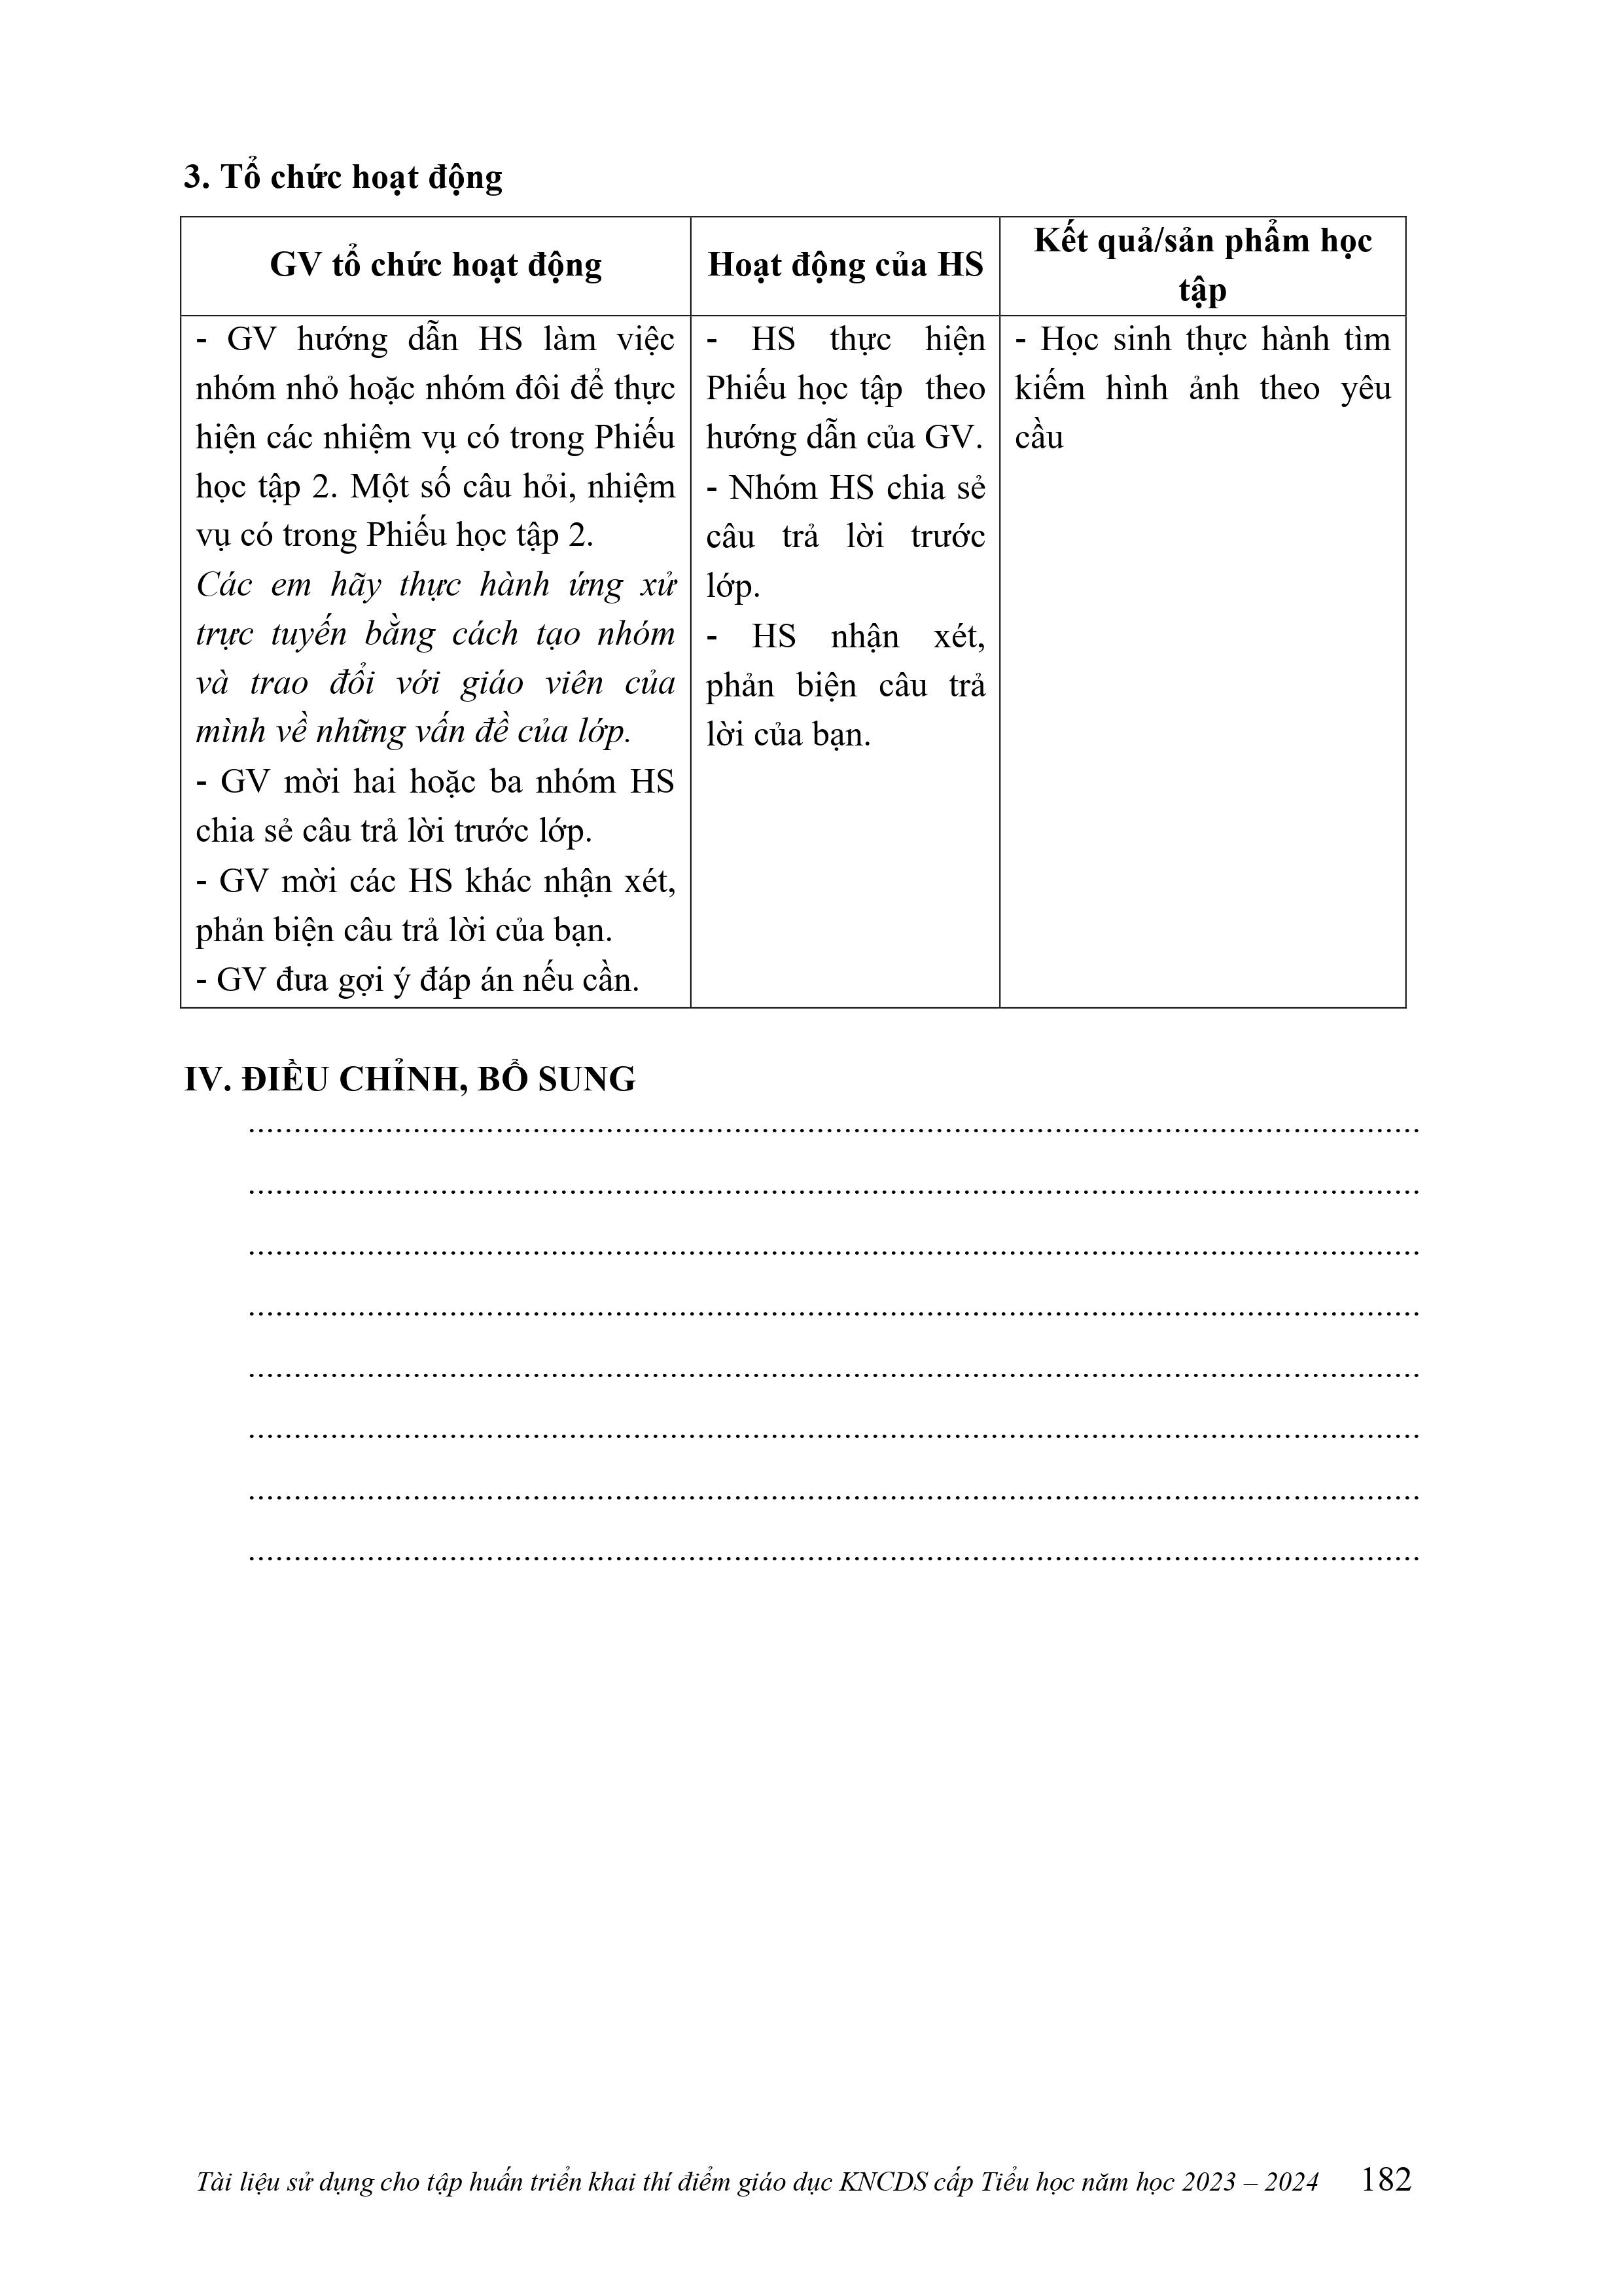 3. Tổ chức hoạt động
GV tổ chức hoạt động
Hoạt động của HS
Kết quả/sản phẩm học
tập
- GV hướng dẫn HS làm việc
nhóm nhỏ hoặc nhóm đôi để thực
hiện các nhiệm vụ có trong Phiếu
học tập 2. Một số câu hỏi, nhiệm
vụ có trong Phiếu học tập 2.
Các em hãy thực hành ứng xử
trực tuyến bằng cách tạo nhóm
và trao đổi với giáo viên của
mình về những vấn đề của lớp.
- GV mời hai hoặc ba nhóm HS
chia sẻ câu trả lời trước lớp.
- GV mời các HS khác nhận xét,
phản biện câu trả lời của bạn.
- GV đưa gợi ý đáp án nếu cần.
- HS thực hiện
Phiếu học tập theo
hướng dẫn của GV.
- Nhóm HS chia sẻ
câu trả lời trước
lớp.
- HS nhận xét,
phản biện câu trả
lời của bạn.
- Học sinh thực hành tìm
kiếm hình ảnh theo yêu
cầu
IV. ĐIỀU CHỈNH, BỔ SUNG
................................................................................................................................
................................................................................................................................
................................................................................................................................
................................................................................................................................
................................................................................................................................
................................................................................................................................
................................................................................................................................
................................................................................................................................
Tài liệu sử dụng cho tập huấn triển khai thí điểm giáo dục KNCDS cấp Tiểu học năm học 2023 – 2024 182